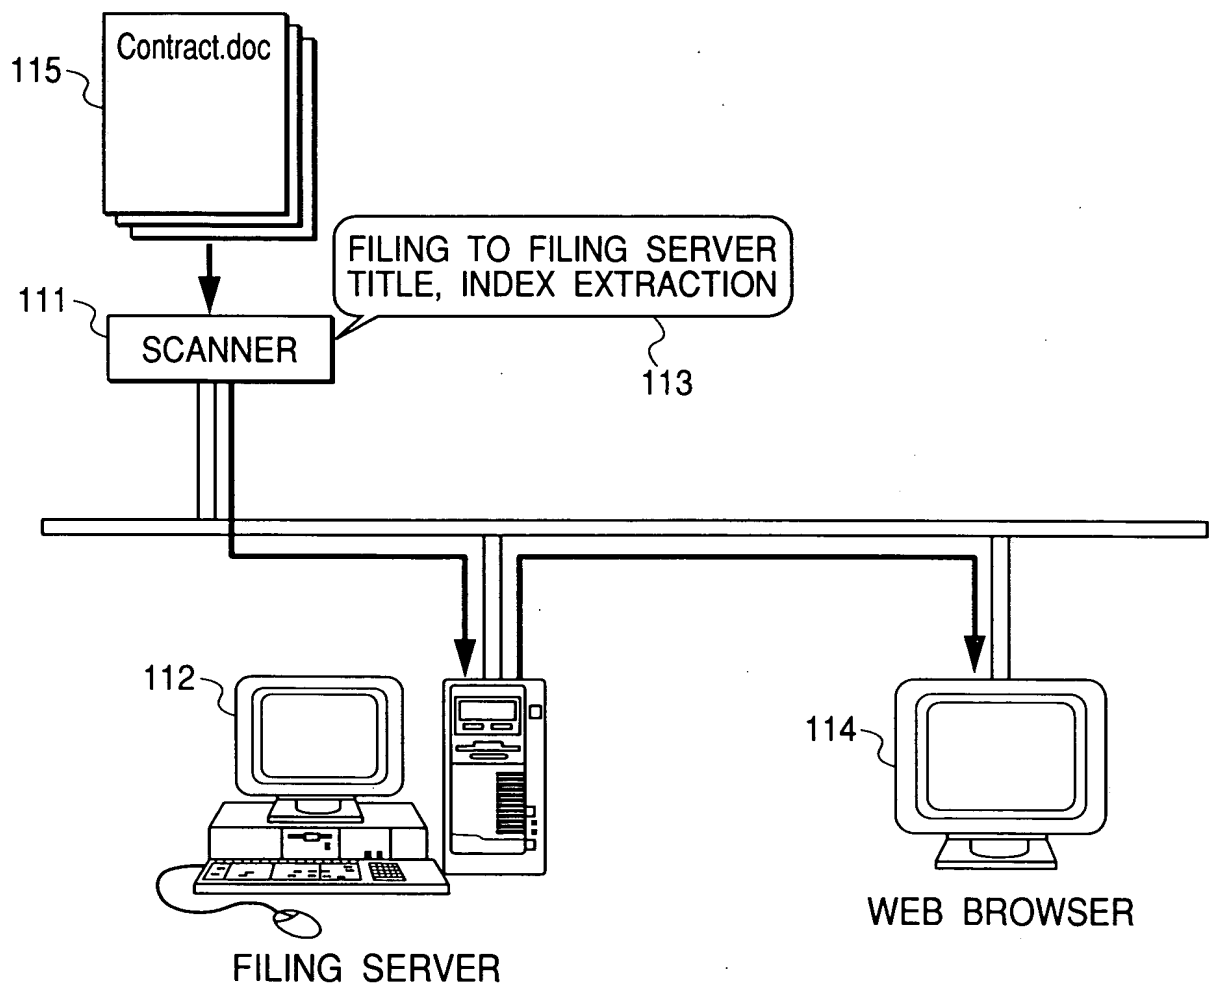 Contract.doc
115
FILING TO FILING SERVER
TITLE, INDEX EXTRACTION
111
SCANNER
113
112
114
WEB BROWSER
FILING SERVER